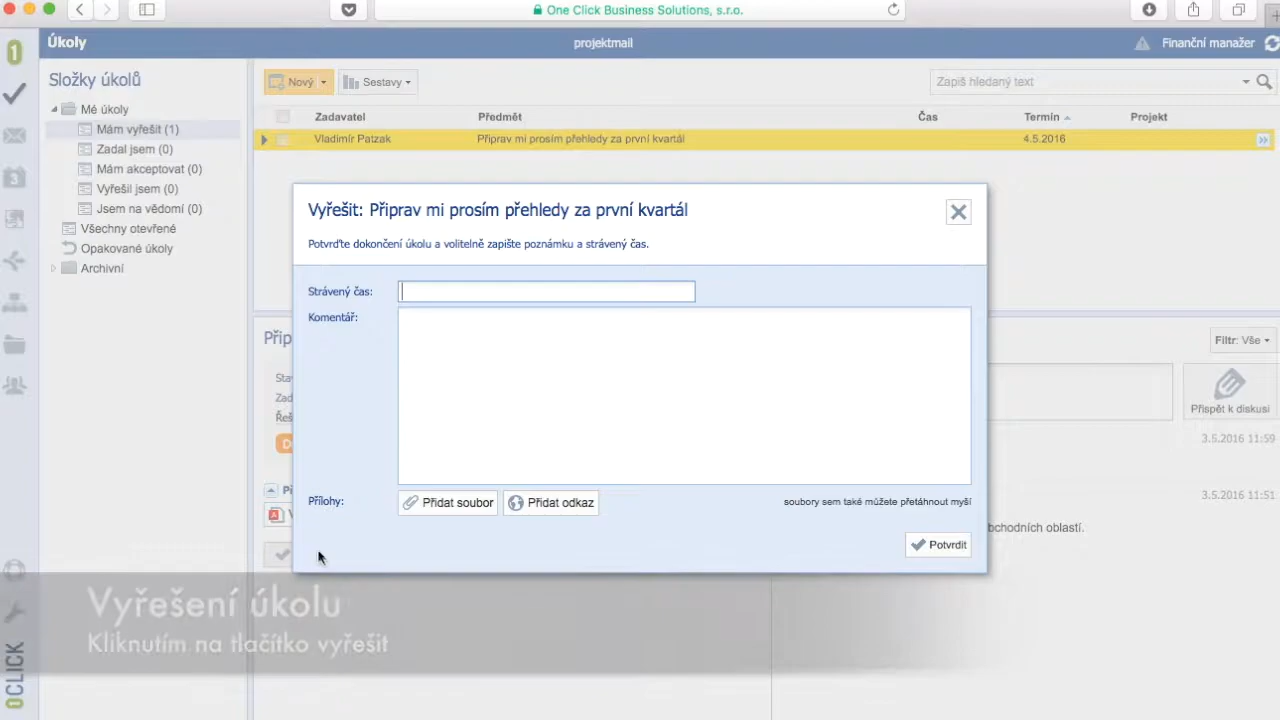 One Click Business Solutions, s.r.o.
Úkoly
projektmail
Finanční manažer
Složky úkolů
Mé úkoly
Mám vyřešit (1)
Zadal jsem (0)
Mám akceptovat (0)
Vyřešil jsem (0)
Jsem na vědomí (0)
Všechny otevřené
Opakované úkoly
Archivní
Nový
Sestavy
Zapiš hledaný text
Zadavatel Předmět Čas Termín Projekt
Vladimír Patzak Připrav mi prosím přehledy za první kvartál 4.5.2016
Vyřešit: Připrav mi prosím přehledy za první kvartál
Potvrďte dokončení úkolu a volitelně zapište poznámku a strávený čas.
Strávený čas:
Komentář:
Přílohy:
Přidat soubor
Přidat odkaz
soubory sem také můžete přetáhnout myší
Potvrdit
Filtr: Vše
Přispět k diskusi
3.5.2016 11:59
3.5.2016 11:51
bchodních oblastí.
Vyřešení úkolu
Kliknutím na tlačítko vyřešit
1CLICK